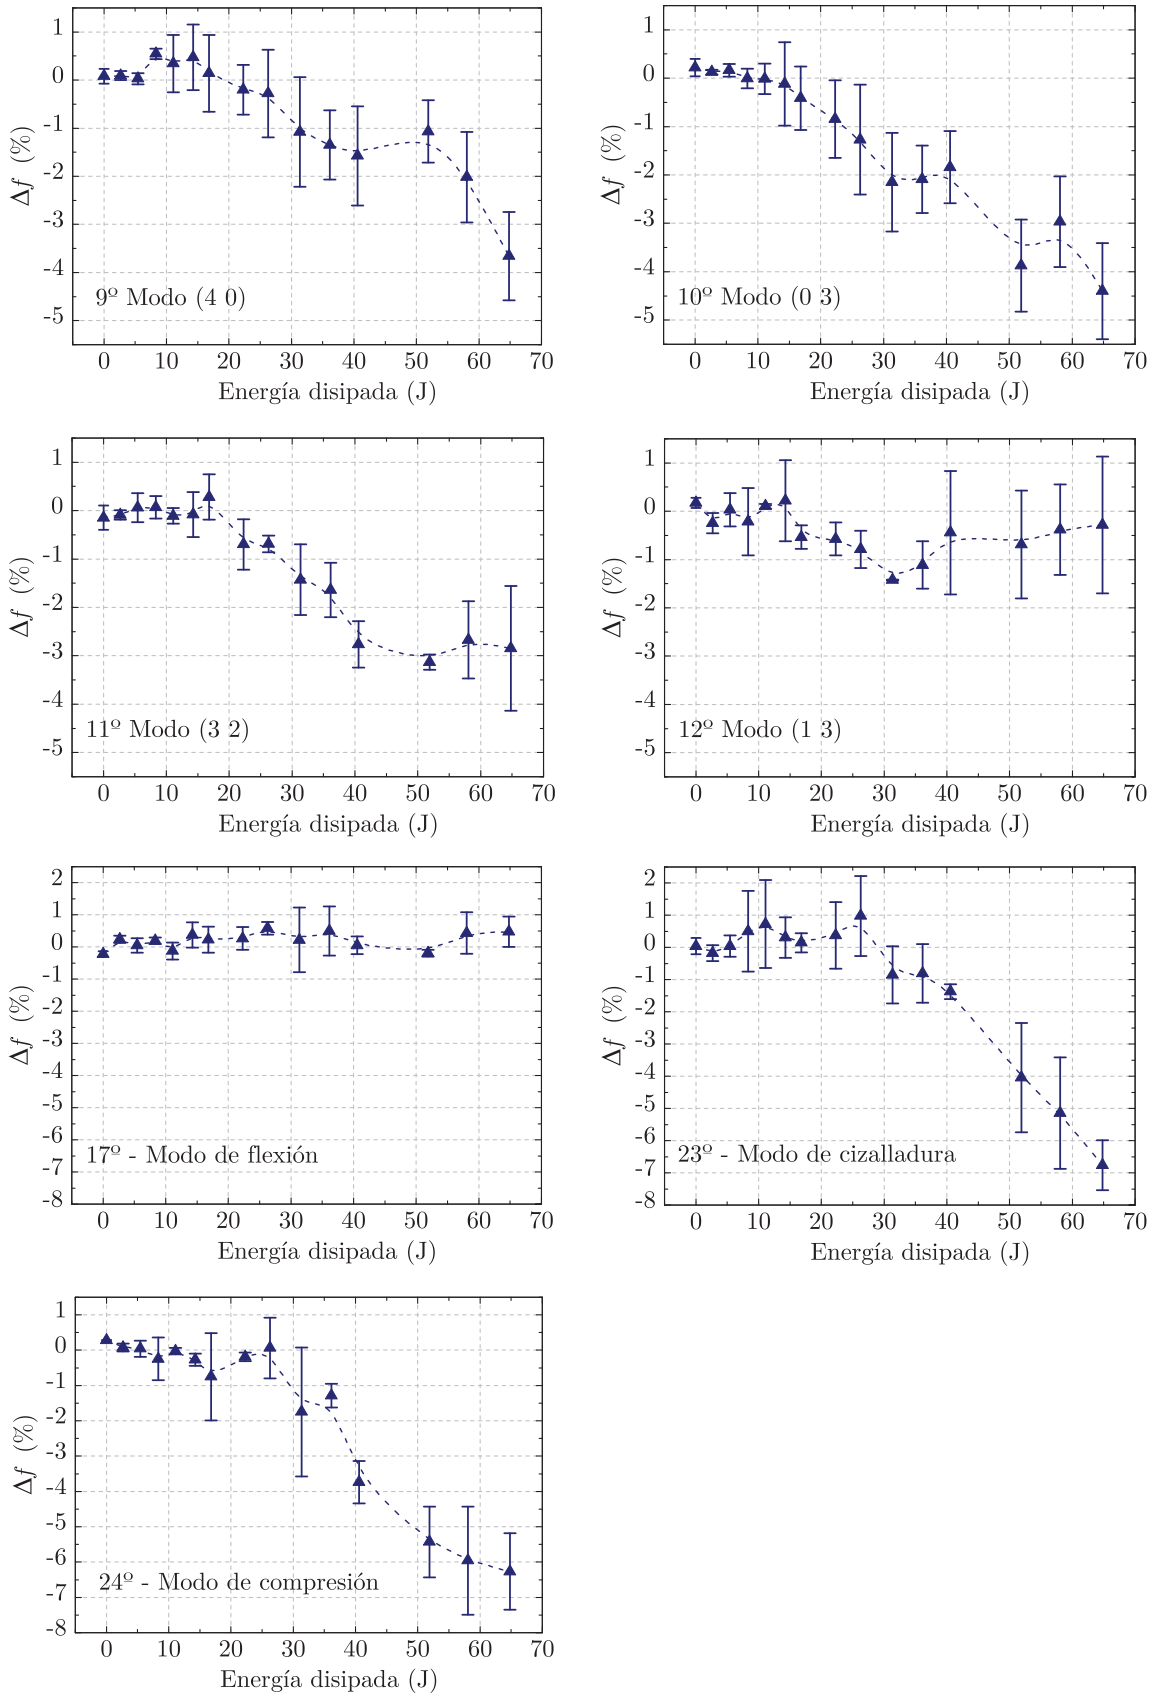 1
0
-1
-2
-3
-4
-5
Δf (%)
9º Modo (4 0)
0 10 20 30 40 50 60 70
Energía disipada (J)
1
0
-1
-2
-3
-4
-5
Δf (%)
10º Modo (0 3)
0 10 20 30 40 50 60 70
Energía disipada (J)
1
0
-1
-2
-3
-4
-5
Δf (%)
11º Modo (3 2)
0 10 20 30 40 50 60 70
Energía disipada (J)
1
0
-1
-2
-3
-4
-5
Δf (%)
12º Modo (1 3)
0 10 20 30 40 50 60 70
Energía disipada (J)
2
1
0
-1
-2
-3
-4
-5
-6
-7
-8
Δf (%)
17º - Modo de flexión
0 10 20 30 40 50 60 70
Energía disipada (J)
2
1
0
-1
-2
-3
-4
-5
-6
-7
-8
Δf (%)
23º - Modo de cizalladura
0 10 20 30 40 50 60 70
Energía disipada (J)
1
0
-1
-2
-3
-4
-5
-6
-7
-8
Δf (%)
24º - Modo de compresión
0 10 20 30 40 50 60 70
Energía disipada (J)